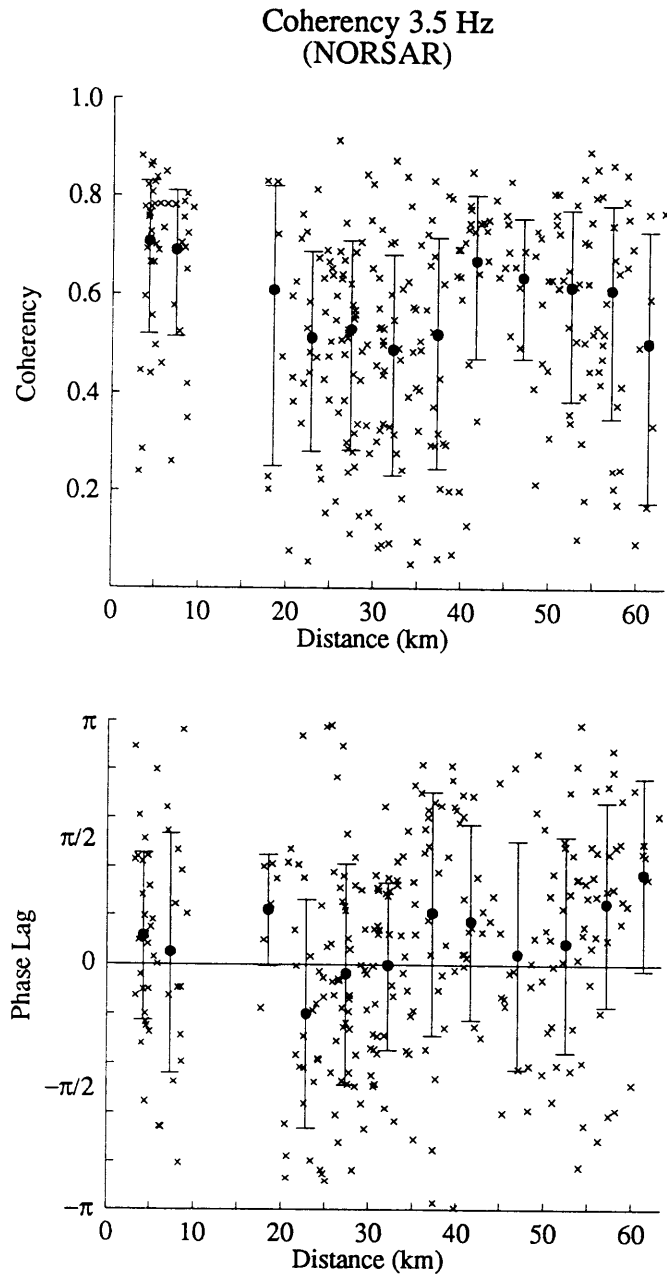 Coherency 3.5 Hz
(NORSAR)
1.0
0.8
0.6
0.4
0.2
Coherency
0 10 20 30 40 50 60
Distance (km)
π
π/2
0
−π/2
−π
Phase Lag
0 10 20 30 40 50 60
Distance (km)